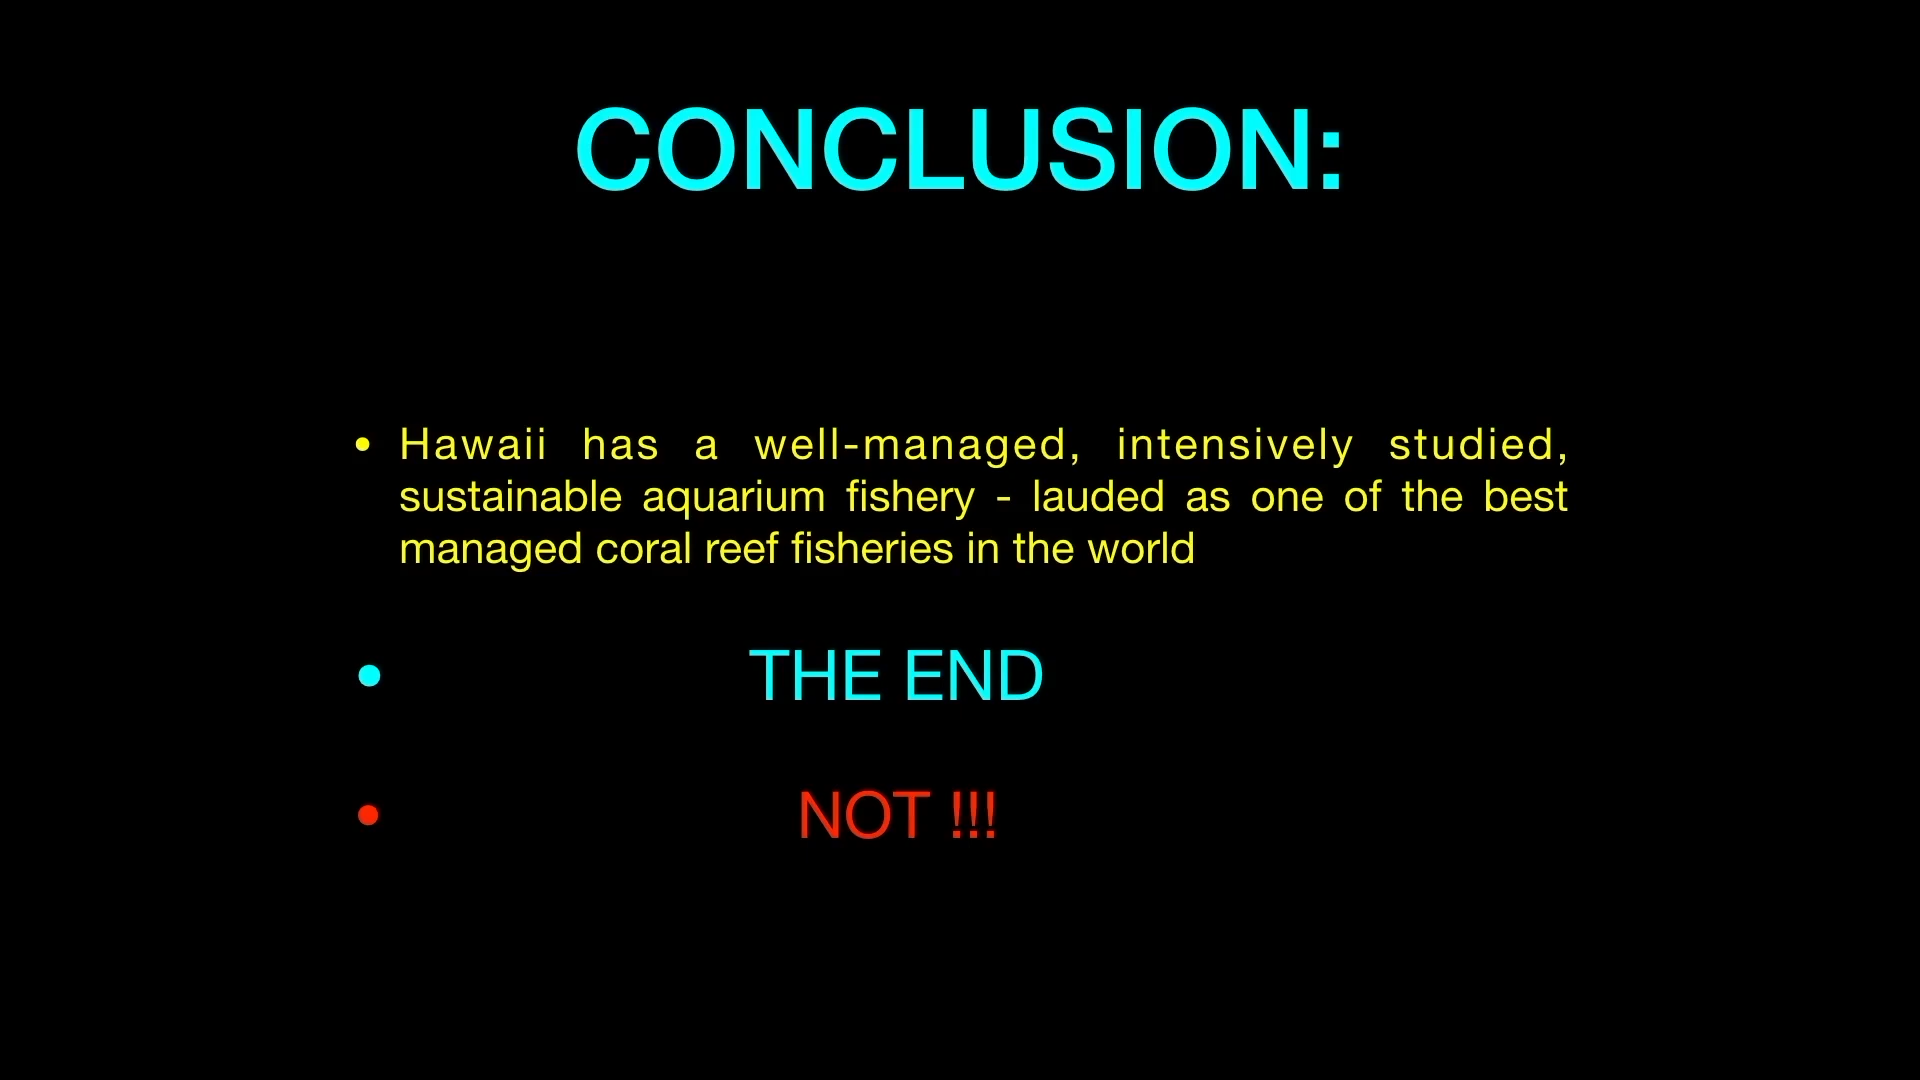 CONCLUSION:
• Hawaii has a well-managed, intensively studied,
sustainable aquarium fishery - lauded as one of the best
managed coral reef fisheries in the world
• THE END
• NOT !!!